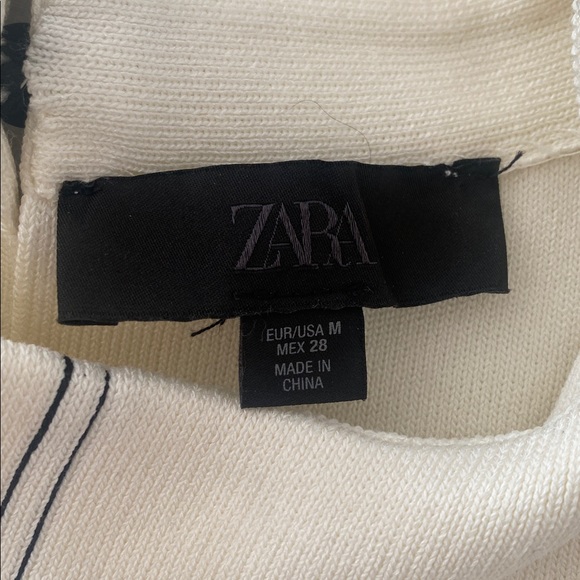 ZARA
EUR/USA M
MEX 28
MADE IN
CHINA